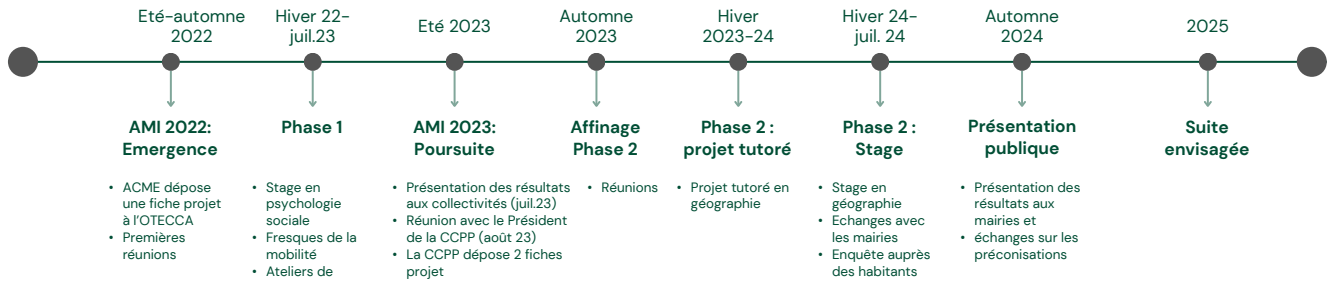 Eté-automne
2022
Hiver 22-
juil.23
Eté 2023
Automne
2023
Hiver
2023-24
Hiver 24-
juil. 24
Automne
2024
2025
AMI 2022:
Emergence
• ACME dépose
une fiche projet
à l'OTECCA
• Premières
réunions
Phase 1
• Stage en
psychologie
sociale
• Fresques de la
mobilité
• Ateliers de
AMI 2023:
Poursuite
• Présentation des résultats
aux collectivités (juil.23)
• Réunion avec le Président
de la CCPP (août 23)
• La CCPP dépose 2 fiches
projet
Affinage
Phase 2
• Réunions
Phase 2 :
projet tutoré
• Projet tutoré en
géographie
Phase 2 :
Stage
• Stage en
géographie
• Echanges avec
les mairies
• Enquête auprès
des habitants
Présentation
publique
• Présentation des
résultats aux
mairies et
• échanges sur les
préconisations
Suite
envisagée